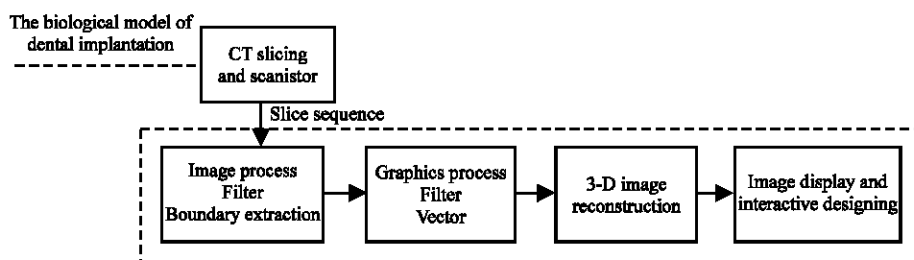 The biological model of
dental implantation
CT slicing
and scanistor
Slice sequence
Image process
Filter
Boundary extraction
Graphics process
Filter
Vector
3-D image
reconstruction
Image display and
interactive designing